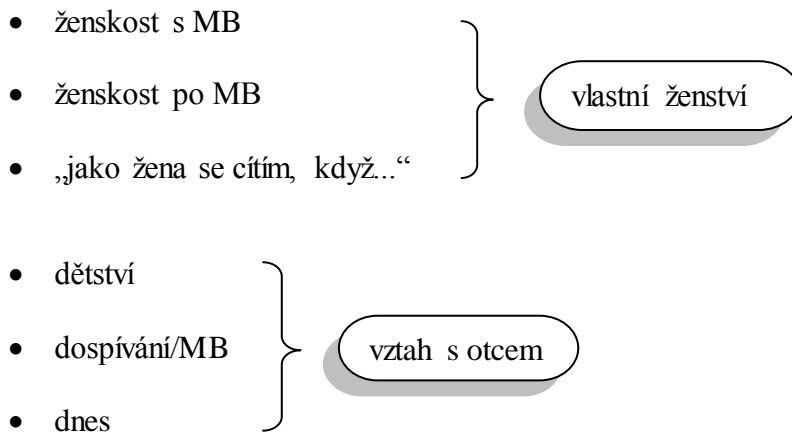 • ženskost s MB
• ženskost po MB
vlastní ženství
• „jako žena se cítím, když...“
• dětství
• dospívání/MB
vztah s otcem
• dnes